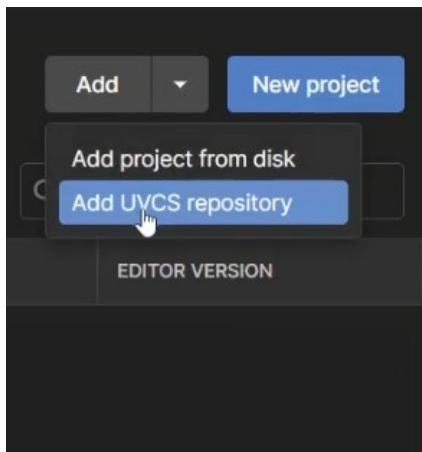 Add
New project
Add project from disk
Add UVCS repository
EDITOR VERSION